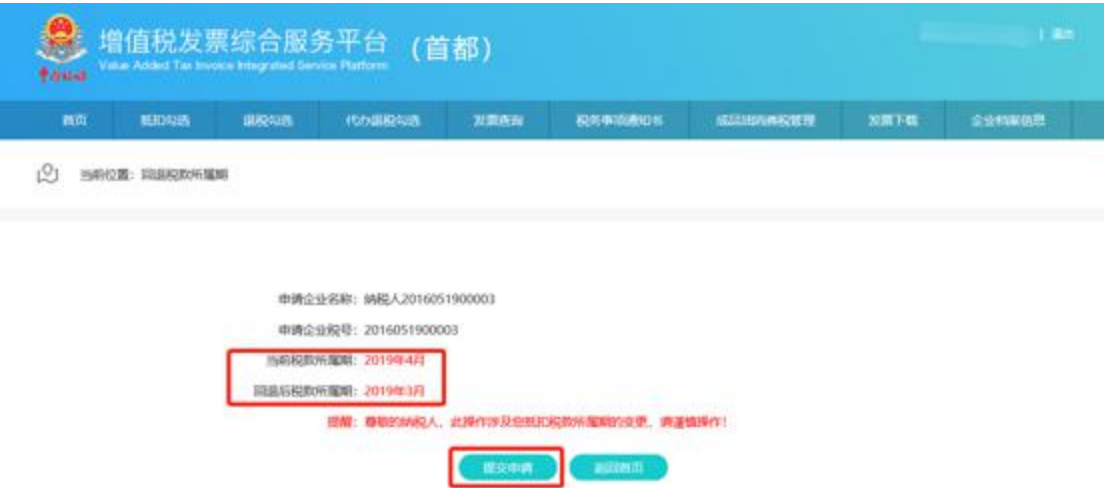 增值税发票综合服务平台 (首都)
Value Added Tax Invoice Integrated Service Platform
| 退出
首页 抵扣勾选 退税勾选 代办退税勾选 发票查询 税务事项通知书 成品油消费税管理 发票下载 企业档案信息
当前位置: 回退税款所属期
申请企业名称: 纳税人2016051900003
申请企业税号: 2016051900003
当前税款所属期: 2019年4月
回退后税款所属期: 2019年3月
提醒: 尊敬的纳税人, 此操作涉及您抵扣税款所属期的变更, 请谨慎操作!
提交申请 返回首页